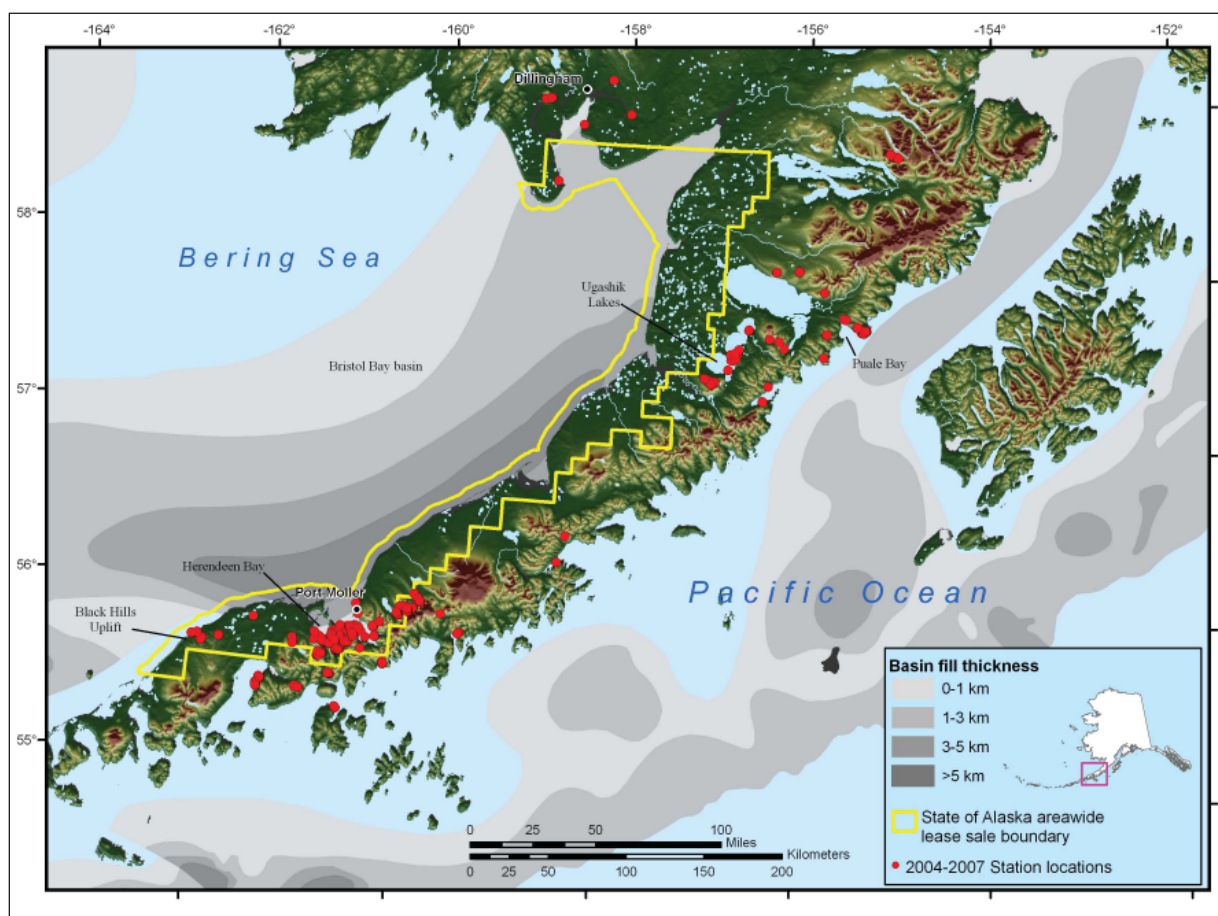 -164°
-162°
-160°
-158°
-156°
-154°
-152°
Dillingham
58°
Bering Sea
Ugashik
Lakes
Puale Bay
Bristol Bay basin
57°
56°
Herendeen Bay
Port Moller
Pacific Ocean
Black Hills
Uplift
55°
Basin fill thickness
0-1 km
1-3 km
3-5 km
>5 km
State of Alaska areawide
lease sale boundary
2004-2007 Station locations
0 25 50 100
Miles
Kilometers
0 25 50 100 150 200